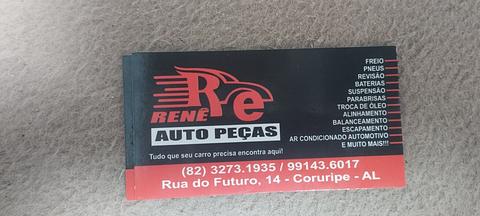 Re
RENÊ
AUTO PEÇAS
Tudo que seu carro precisa encontra aqui!
FREIO
PNEUS
REVISÃO
BATERIAS
SUSPENSÃO
PARABRISAS
TROCA DE ÓLEO
ALINHAMENTO
BALANCEAMENTO
ESCAPAMENTO
AR CONDICIONADO AUTOMOTIVO
E MUITO MAIS!!!
(82) 3273.1935 / 99143.6017
Rua do Futuro, 14 - Coruripe - AL